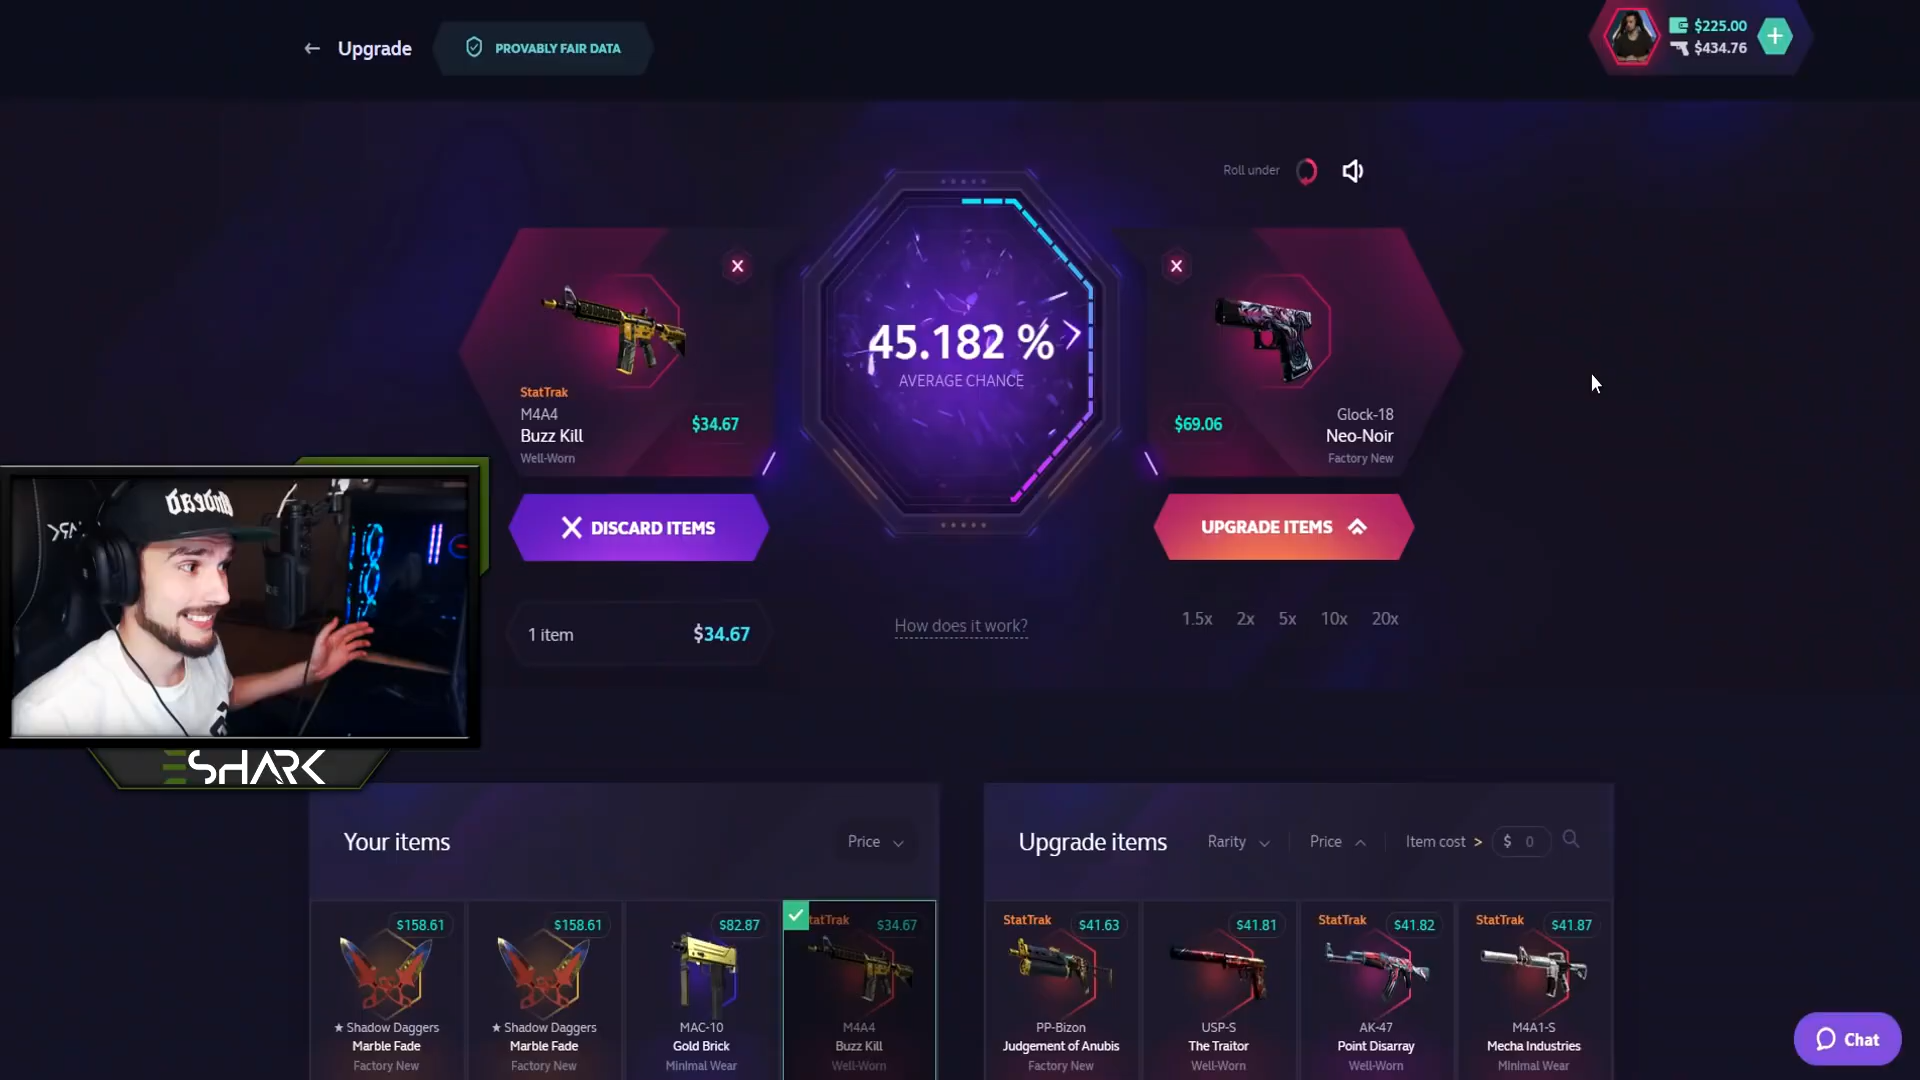 Upgrade
PROVABLY FAIR DATA
$225.00
$434.76
Roll under
45.182 %
AVERAGE CHANCE
StatTrak
M4A4
Buzz Kill
Well-Worn
$34.67
$69.06
Glock-18
Neo-Noir
Factory New
DISCARD ITEMS
UPGRADE ITEMS
1 item
$34.67
How does it work?
1.5x 2x 5x 10x 20x
SHARK
Your items
Price
Upgrade items
Rarity
Price
Item cost >
$ 0
$158.61
★ Shadow Daggers
Marble Fade
Factory New
$158.61
★ Shadow Daggers
Marble Fade
Factory New
$82.87
MAC-10
Gold Brick
Minimal Wear
tatTrak
$34.67
M4A4
Buzz Kill
Well-Worn
StatTrak
$41.63
PP-Bizon
Judgement of Anubis
Factory New
$41.81
USP-S
The Traitor
Well-Worn
StatTrak
$41.82
AK-47
Point Disarray
Well-Worn
StatTrak
$41.87
M4A1-S
Mecha Industries
Minimal Wear
Chat